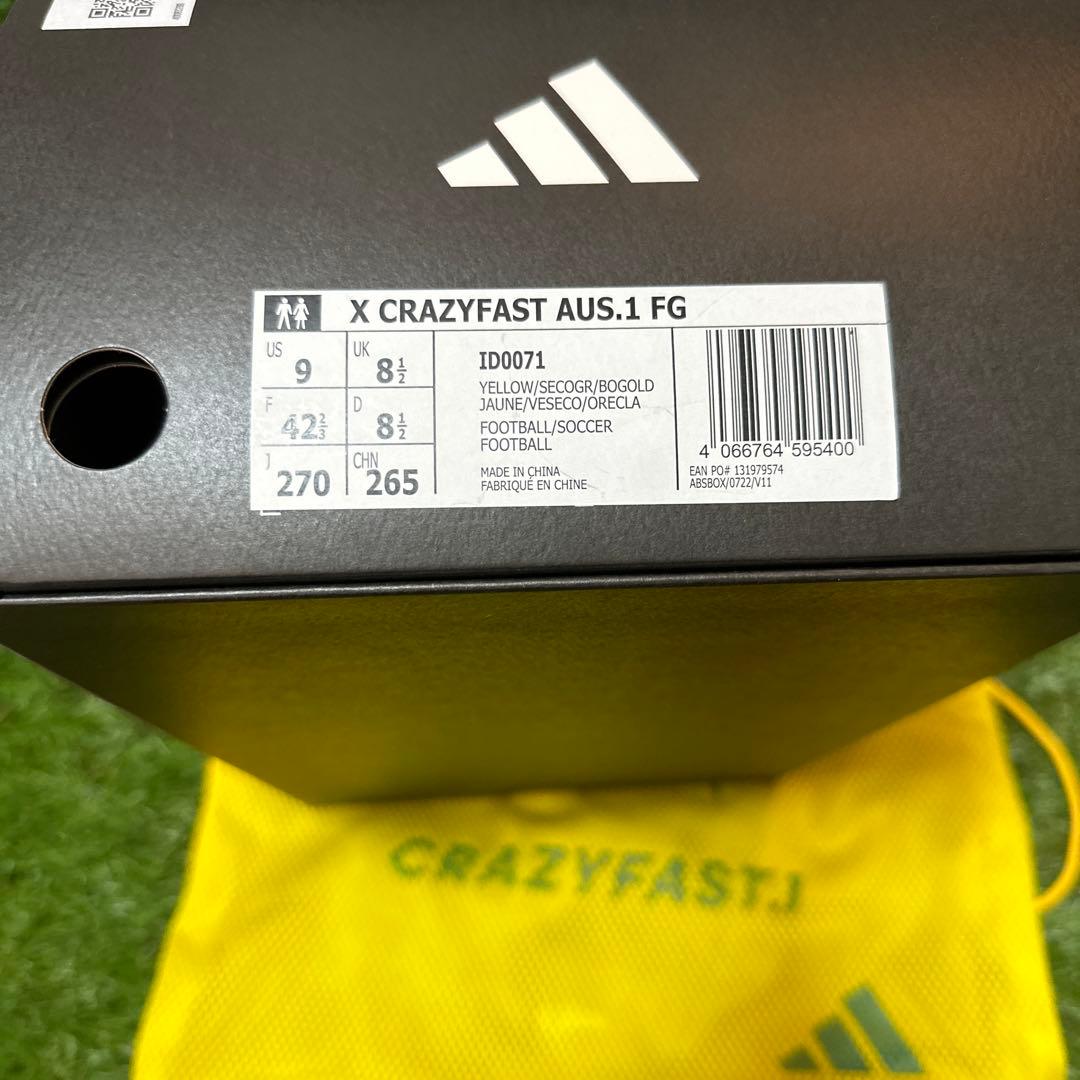 X CRAZYFAST AUS.1 FG
US 9 UK 8½
F 42⅔ D 8½
J 270 CHN 265
ID0071
YELLOW/SECOGR/BOGOLD
JAUNE/VESECO/ORECLA
FOOTBALL/SOCCER
FOOTBALL
MADE IN CHINA
FABRIQUÉ EN CHINE
4 066764 595400
EAN PO# 131979574
ABSBOX/0722/V11
CRAZYFAST.1